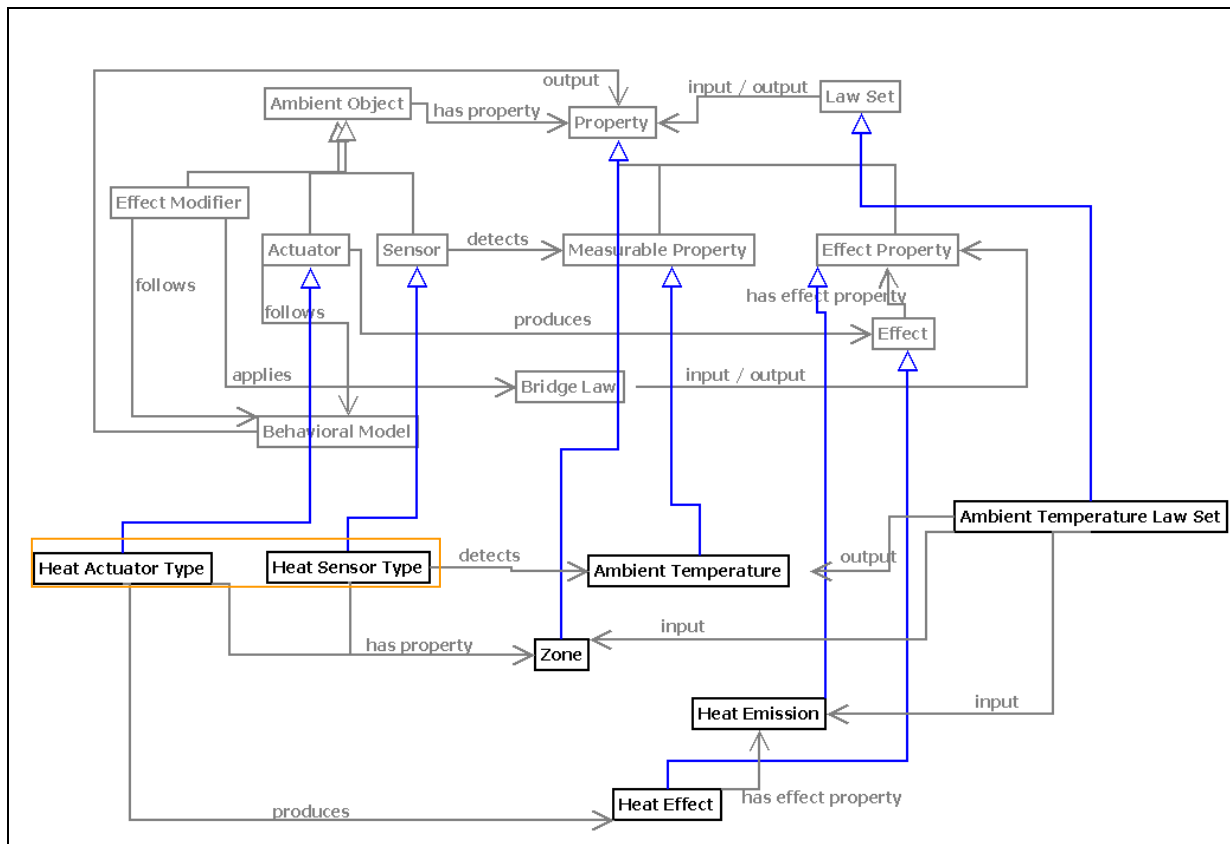 output
input / output
Law Set
Ambient Object
has property
Property
Effect Modifier
Actuator
Sensor
detects
Measurable Property
Effect Property
follows
has effect property
follows
produces
Effect
applies
Bridge Law
input / output
Behavioral Model
Ambient Temperature Law Set
Heat Actuator Type
Heat Sensor Type
detects
Ambient Temperature
output
input
has property
Zone
Heat Emission
input
Heat Effect
has effect property
produces